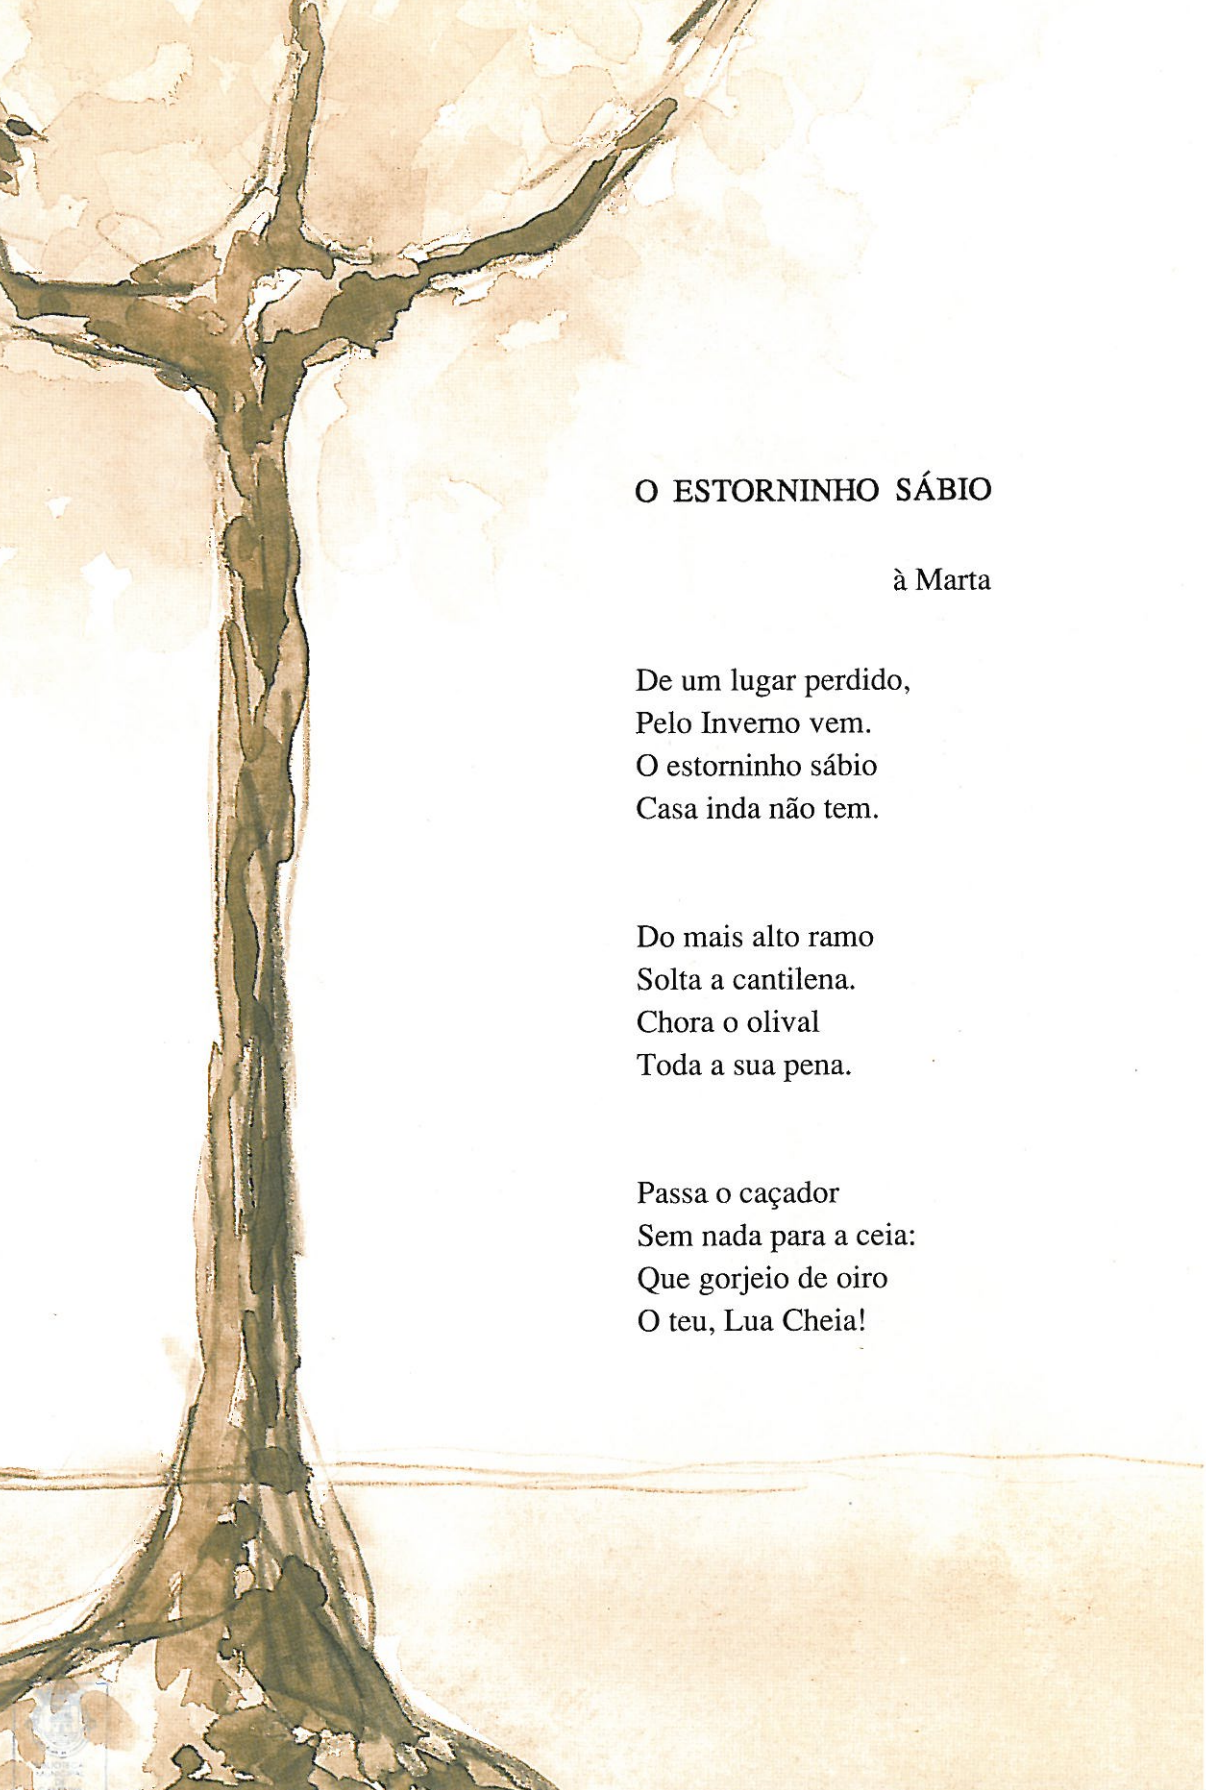 O ESTORNINHO SÁBIO
à Marta
De um lugar perdido,
Pelo Inverno vem.
O estorninho sábio
Casa inda não tem.
Do mais alto ramo
Solta a cantilena.
Chora o olival
Toda a sua pena.
Passa o caçador
Sem nada para a ceia:
Que gorjeio de oiro
O teu, Lua Cheia!
BIBLIOTECA
MUNICIPAL